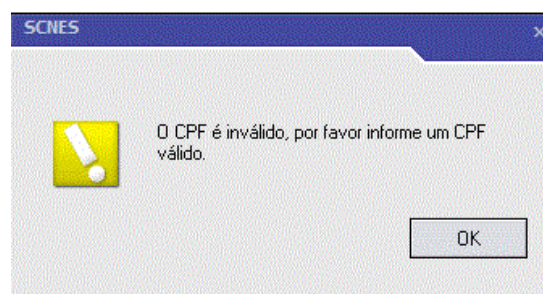 SCNES
O CPF é inválido, por favor informe um CPF
válido.
OK